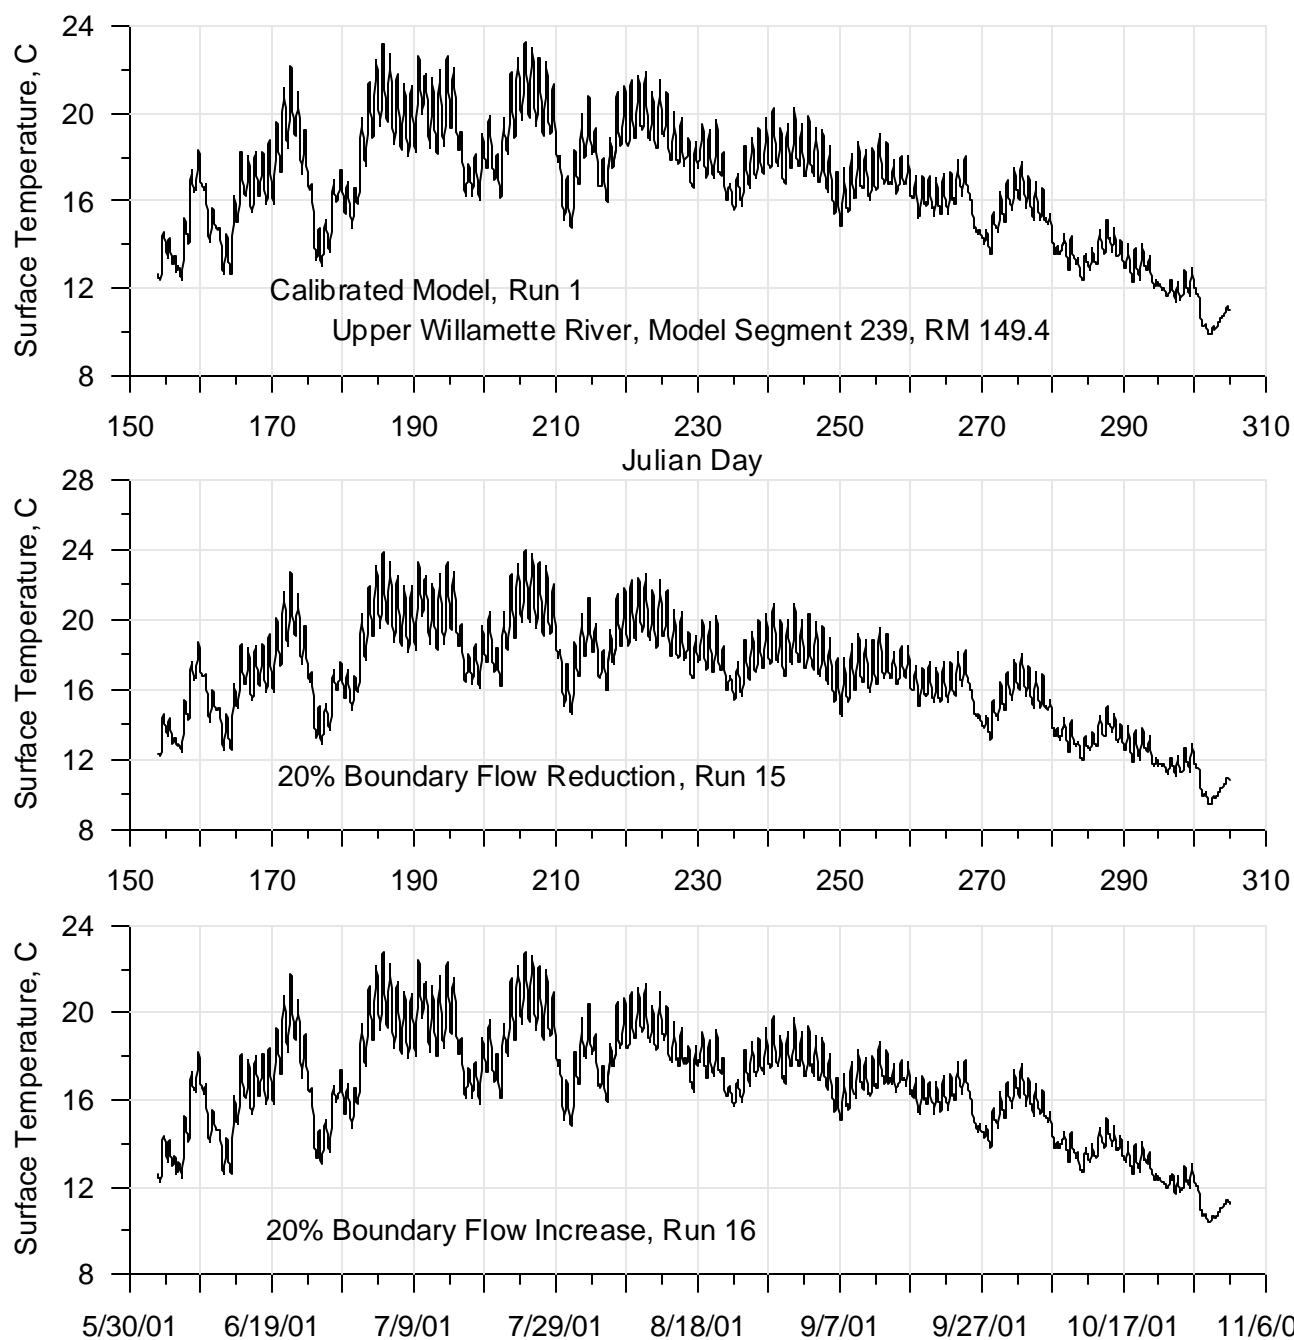 24
20
16
12
8
Surface Temperature, C
Calibrated Model, Run 1
Upper Willamette River, Model Segment 239, RM 149.4
150 170 190 210 230 250 270 290 310
Julian Day
28
24
20
16
12
8
Surface Temperature, C
20% Boundary Flow Reduction, Run 15
150 170 190 210 230 250 270 290 310
24
20
16
12
8
Surface Temperature, C
20% Boundary Flow Increase, Run 16
5/30/01 6/19/01 7/9/01 7/29/01 8/18/01 9/7/01 9/27/01 10/17/01 11/6/0